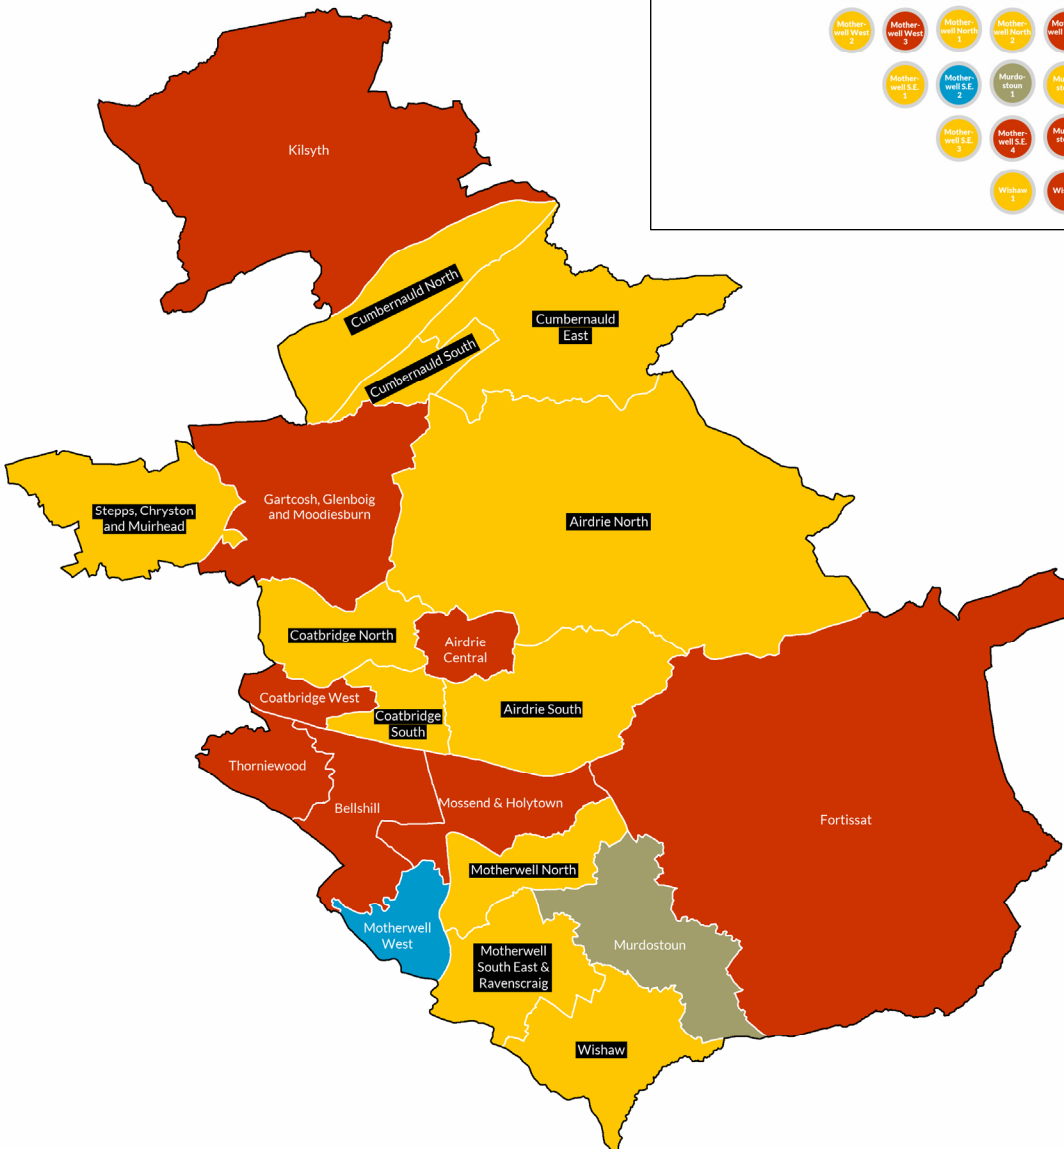 Mother-
well West
2
Mother-
well West
3
Mother-
well North
1
Mother-
well North
2
Mother-
well S.E.
1
Mother-
well S.E.
2
Murdo-
stoun
1
Mother-
well S.E.
3
Mother-
well S.E.
4
Wishaw
1
Kilsyth
Cumbernauld North
Cumbernauld
East
Cumbernauld South
Stepps, Chryston
and Muirhead
Gartcosh, Glenboig
and Moodiesburn
Airdrie North
Coatbridge North
Airdrie
Central
Coatbridge West
Coatbridge
South
Airdrie South
Thorniewood
Bellshill
Mossend & Holytown
Fortissat
Motherwell North
Motherwell
West
Murdostoun
Motherwell
South East &
Ravenscraig
Wishaw